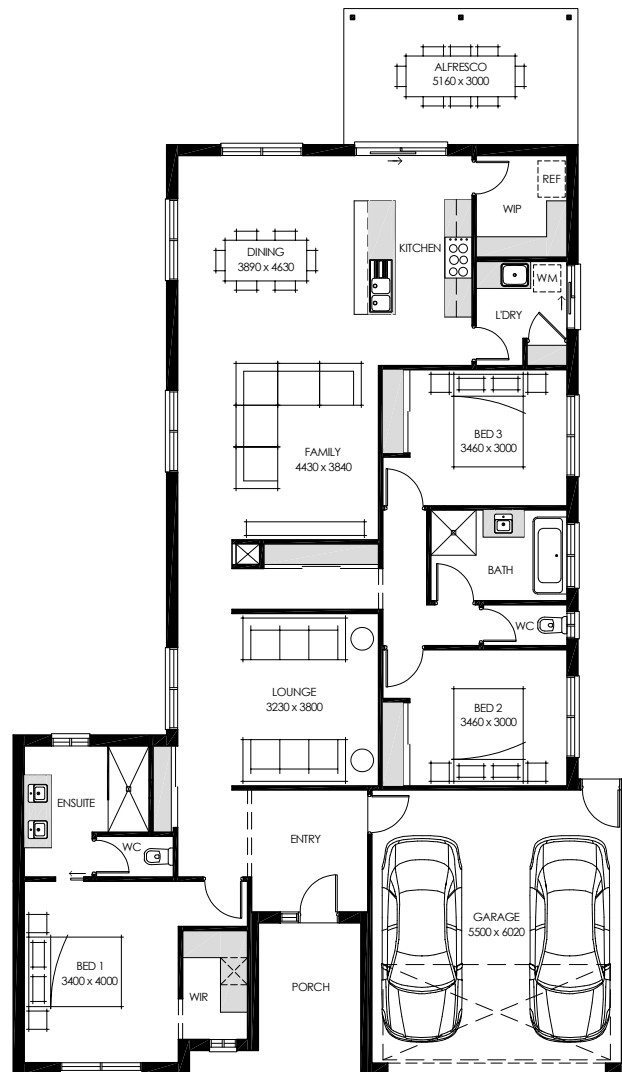 ALFRESCO
5160 x 3000
REF
WIP
KITCHEN
DINING
3890 x 4630
WM
L'DRY
BED 3
3460 x 3000
FAMILY
4430 x 3840
BATH
WC
LOUNGE
3230 x 3800
BED 2
3460 x 3000
ENSUITE
WC
ENTRY
GARAGE
5500 x 6020
BED 1
3400 x 4000
WIR
PORCH